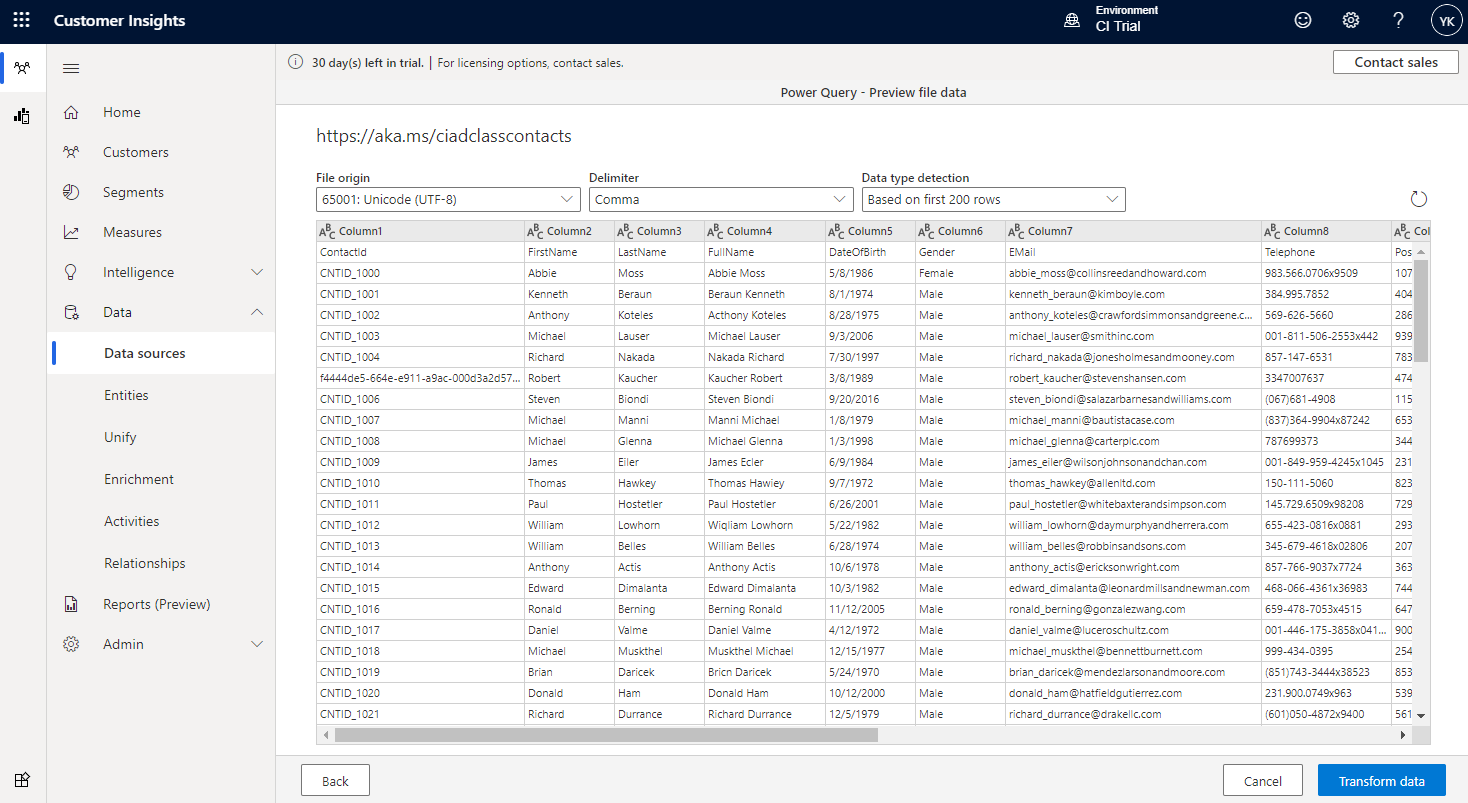 Customer Insights
Environment
CI Trial
YK
30 day(s) left in trial. | For licensing options, contact sales.
Contact sales
Home
Customers
Segments
Measures
Intelligence
Data
Data sources
Entities
Unify
Enrichment
Activities
Relationships
Reports (Preview)
Admin
Power Query - Preview file data
https://aka.ms/ciadclasscontacts
File origin Delimiter Data type detection
65001: Unicode (UTF-8) Comma Based on first 200 rows
ABC Column1 ABC Column2 ABC Column3 ABC Column4 ABC Column5 ABC Column6 ABC Column7 ABC Column8 ABC Col
ContactId FirstName LastName FullName DateOfBirth Gender EMail Telephone Pos
CNTID_1000 Abbie Moss Abbie Moss 5/8/1986 Female abbie_moss@collinsreedandhoward.com 983.566.0706x9509 107
CNTID_1001 Kenneth Beraun Beraun Kenneth 8/1/1974 Male kenneth_beraun@kimboyle.com 384.995.7852 404
CNTID_1002 Anthony Koteles Acthony Koteles 8/28/1975 Male anthony_koteles@crawfordsimmonsandgreene.c... 569-626-5660 286
CNTID_1003 Michael Lauser Michael Lauser 9/3/2006 Male michael_lauser@smithinc.com 001-811-506-2553x442 939
CNTID_1004 Richard Nakada Nakada Richard 7/30/1997 Male richard_nakada@jonesholmesandmooney.com 857-147-6531 783
f4444de5-664e-e911-a9ac-000d3a2d57... Robert Kaucher Kaucher Robert 3/8/1989 Male robert_kaucher@stevenshansen.com 3347007637 474
CNTID_1006 Steven Biondi Steven Biondi 9/20/2016 Male steven_biondi@salazarbarnesandwilliams.com (067)681-4908 115
CNTID_1007 Michael Manni Manni Michael 1/8/1979 Male michael_manni@bautistacase.com (837)364-9904x87242 653
CNTID_1008 Michael Glenna Michael Glenna 1/3/1998 Male michael_glenna@carterplc.com 787699373 344
CNTID_1009 James Eller James Ecler 6/9/1984 Male james_eiler@wilsonjohnsonandchan.com 001-849-959-4245x1045 231
CNTID_1010 Thomas Hawkey Thomas Hawiey 9/7/1972 Male thomas_hawkey@allenltd.com 150-111-5060 823
CNTID_1011 Paul Hostetler Paul Hostetler 6/26/2001 Male paul_hostetler@whitebaxterandsimpson.com 145.729.6509x98208 729
CNTID_1012 William Lowhorn Wiqliam Lowhorn 5/22/1982 Male william_lowhorn@daymurphyandherrera.com 655-423-0816x0881 293
CNTID_1013 William Belles William Belles 6/28/1974 Male william_belles@robbinsandsons.com 345-679-4618x02806 207
CNTID_1014 Anthony Actis Anthony Actis 10/6/1978 Male anthony_actis@ericksonwright.com 857-766-9037x7724 363
CNTID_1015 Edward Dimalanta Edward Dimalanta 10/3/1982 Male edward_dimalanta@leonardmillsandnewman.com 468-066-4361x36983 744
CNTID_1016 Ronald Berning Berning Ronald 11/12/2005 Male ronald_berning@gonzalezwang.com 659-478-7053x4515 647
CNTID_1017 Daniel Valme Daniel Valme 4/12/1972 Male daniel_valme@luceroschultz.com 001-446-175-3858x041... 900
CNTID_1018 Michael Muskthel Muskthel Michael 12/15/1977 Male michael_muskthel@bennettburnett.com 999-434-0395 254
CNTID_1019 Brian Daricek Bricn Daricek 5/24/1970 Male brian_daricek@mendezlarsonandmoore.com (851)743-3444x38523 853
CNTID_1020 Donald Ham Donald Ham 10/12/2000 Male donald_ham@hatfieldgutierrez.com 231.900.0749x963 539
CNTID_1021 Richard Durrance Richard Durrance 12/5/1979 Male richard_durrance@drakellc.com (601)050-4872x9400 561
Back
Cancel
Transform data